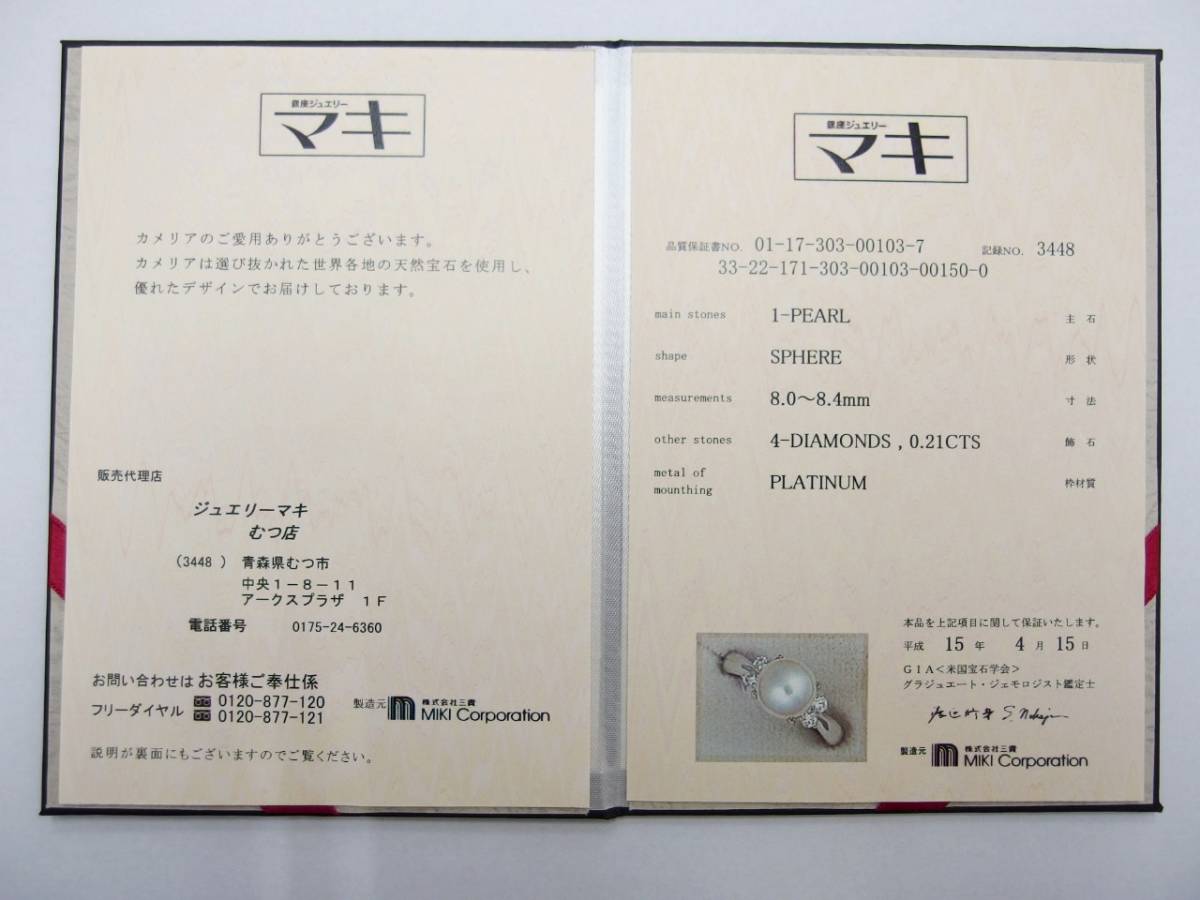 銀座ジュエリー
マキ
カメリアのご愛用ありがとうございます。
カメリアは選び抜かれた世界各地の天然宝石を使用し、
優れたデザインでお届けしております。
販売代理店
ジュエリーマキ
むつ店
(3448 ) 青森県むつ市
中央1-8-11
アークスプラザ 1F
電話番号 0175-24-6360
お問い合わせは お客様ご奉仕係
フリーダイヤル 0120-877-120
0120-877-121
製造元 株式会社三貴
MIKI Corporation
説明が裏面にもございますのでご覧ください。
銀座ジュエリー
マキ
品質保証書NO. 01-17-303-00103-7 記録NO. 3448
33-22-171-303-00103-00150-0
main stones 1-PEARL 主石
shape SPHERE 形状
measurements 8.0～8.4mm 寸法
other stones 4-DIAMONDS , 0.21CTS 飾石
metal of
mounthing PLATINUM 枠材質
本品を上記項目に関して保証いたします。
平成 15 年 4 月 15 日
GIA<米国宝石学会>
グラジュエート・ジェモロジスト鑑定士
製造元 株式会社三貴
MIKI Corporation